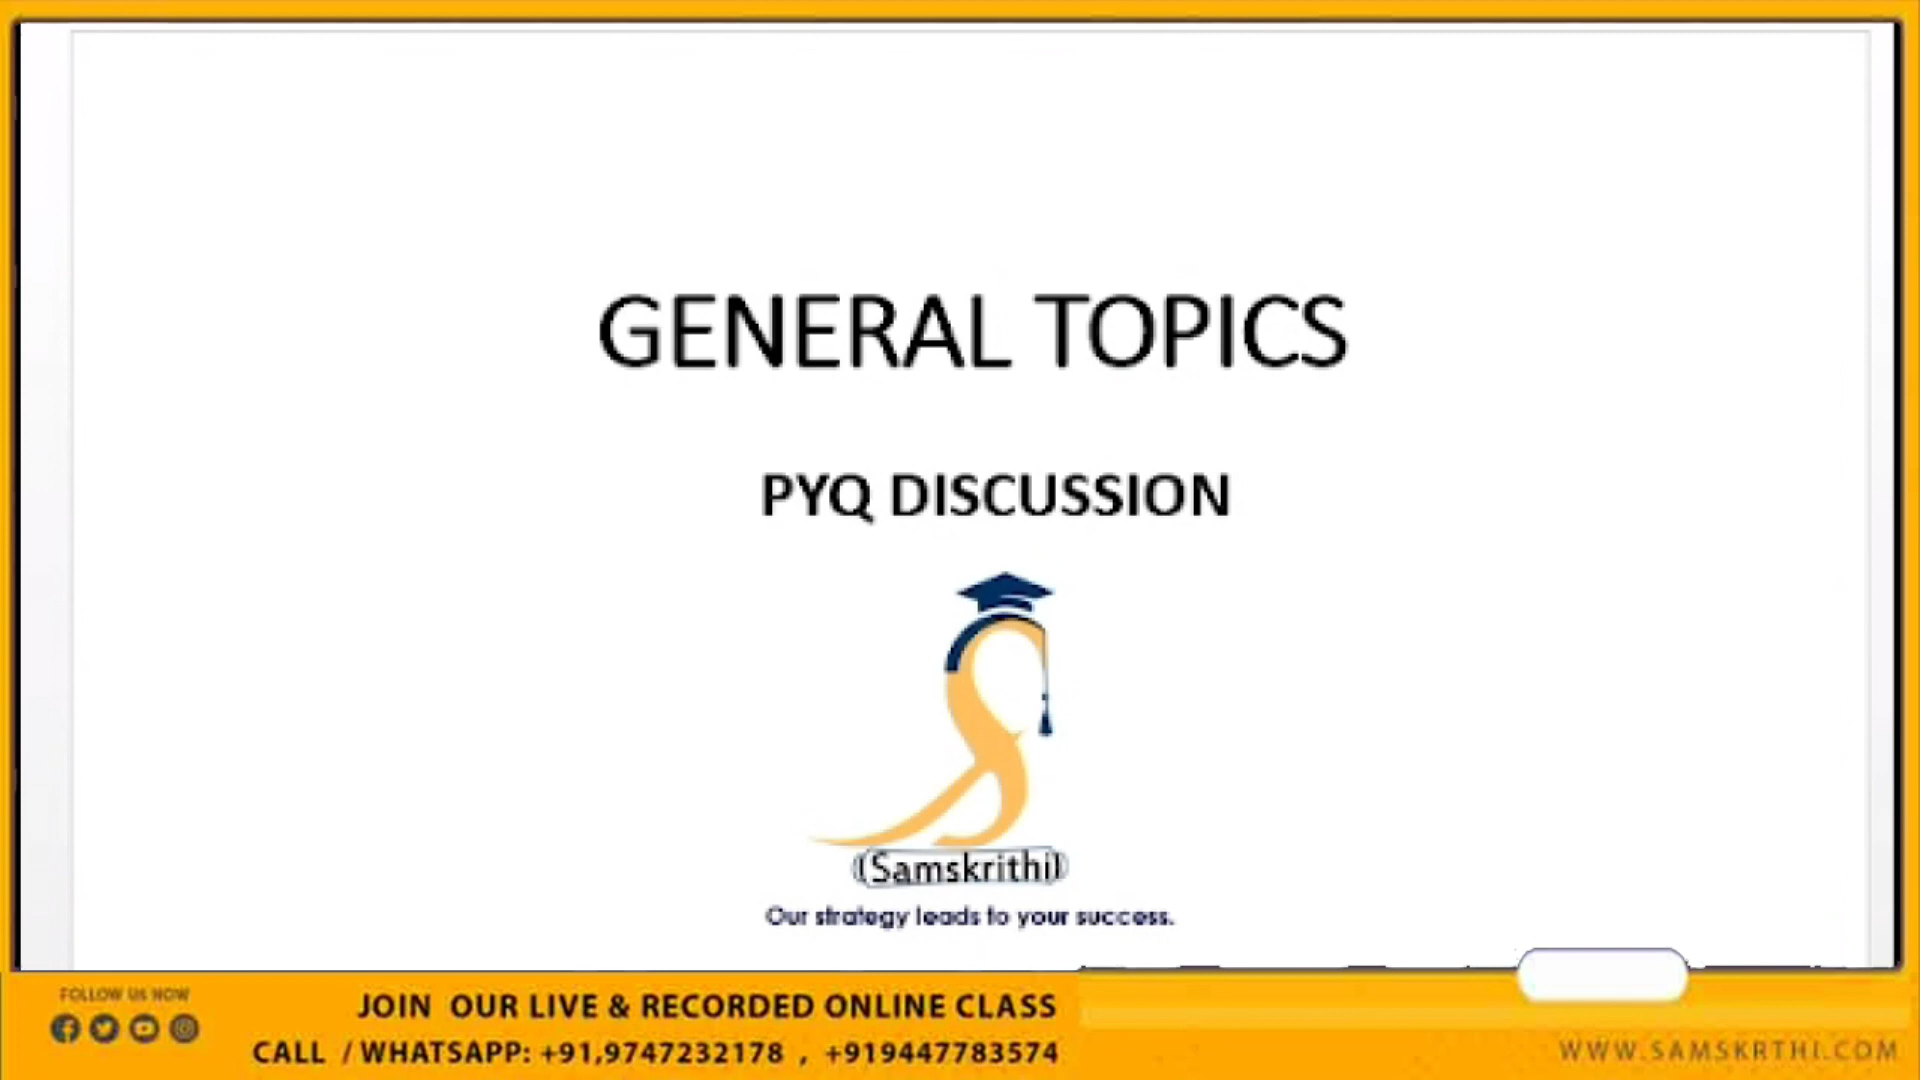 GENERAL TOPICS
PYQ DISCUSSION
(Samskrithi)
Our strategy leads to your success.
FOLLOW US NOW
JOIN OUR LIVE & RECORDED ONLINE CLASS
CALL / WHATSAPP: +91,9747232178 , +919447783574
WWW.SAMSKRTHI.COM